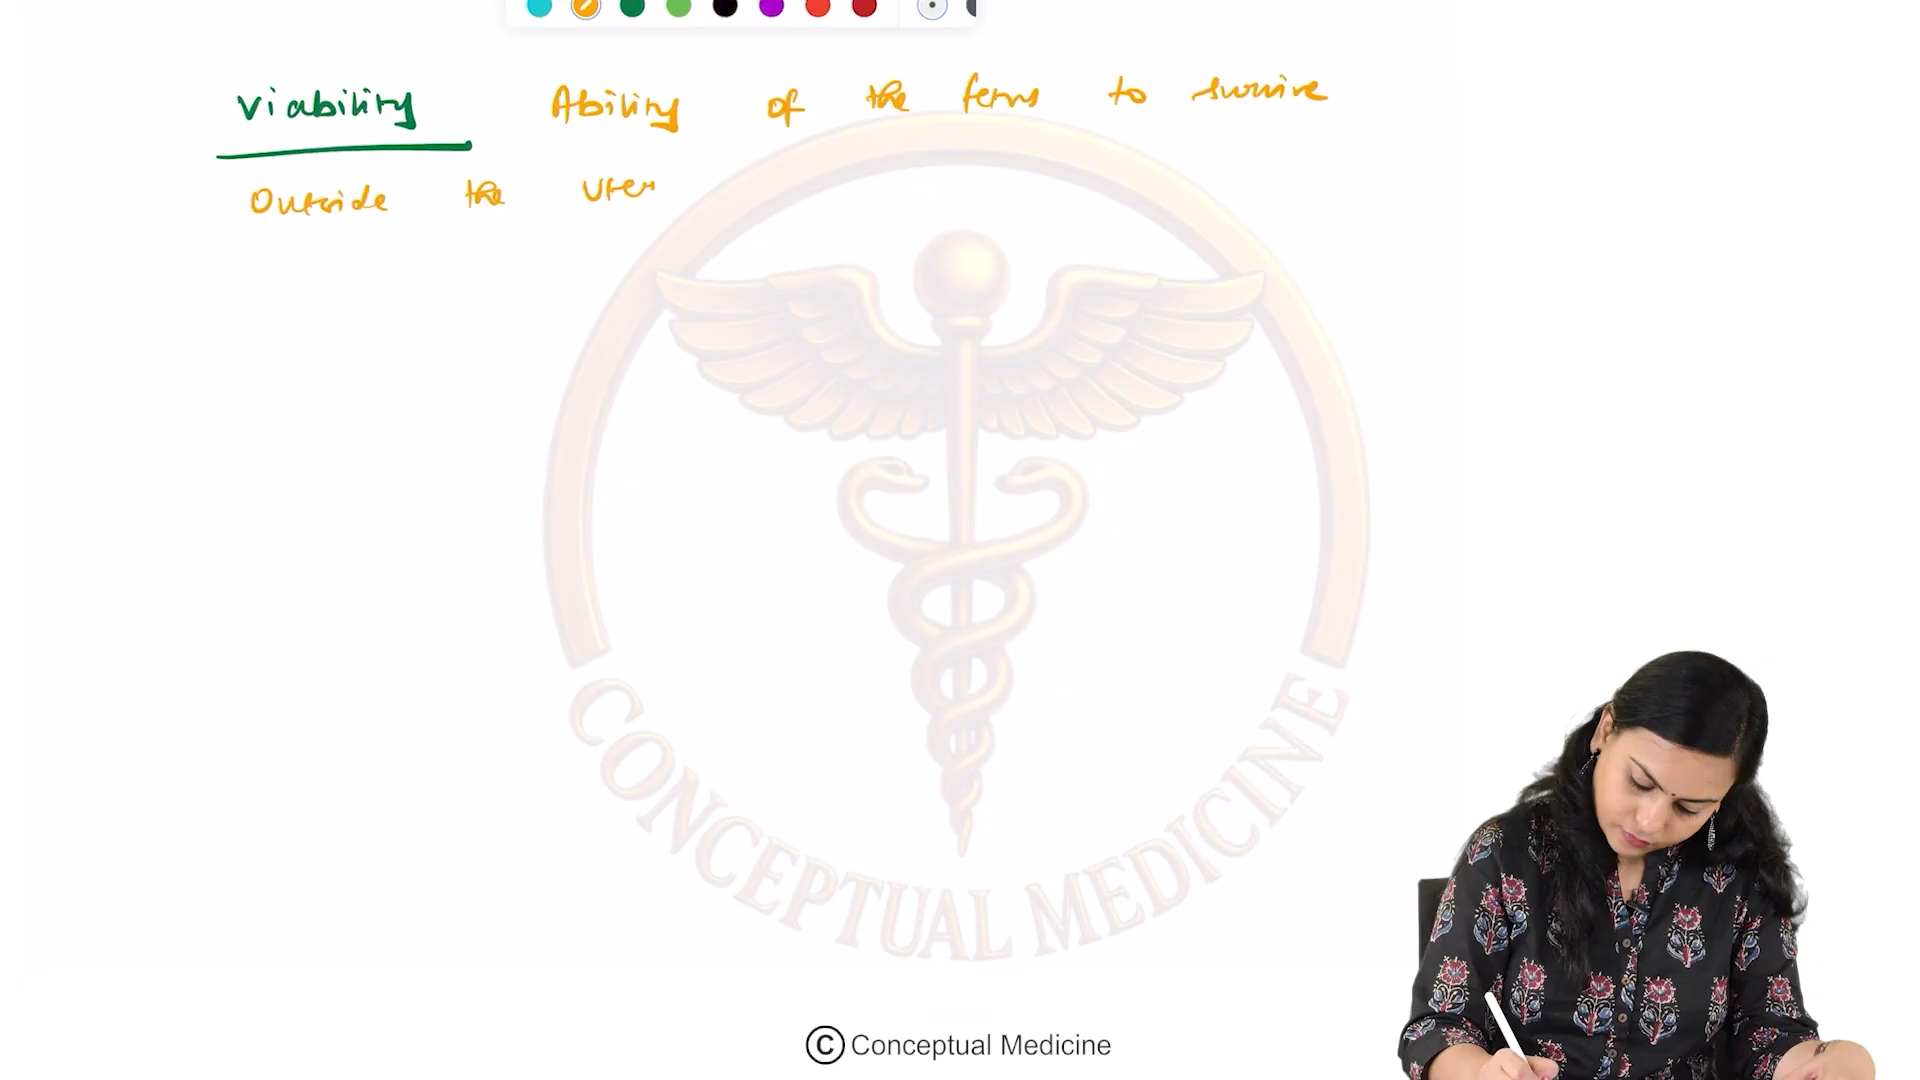 Viability Ability of the fetus to survive
Outside the uter
CONCEPTUAL MEDICINE
© Conceptual Medicine